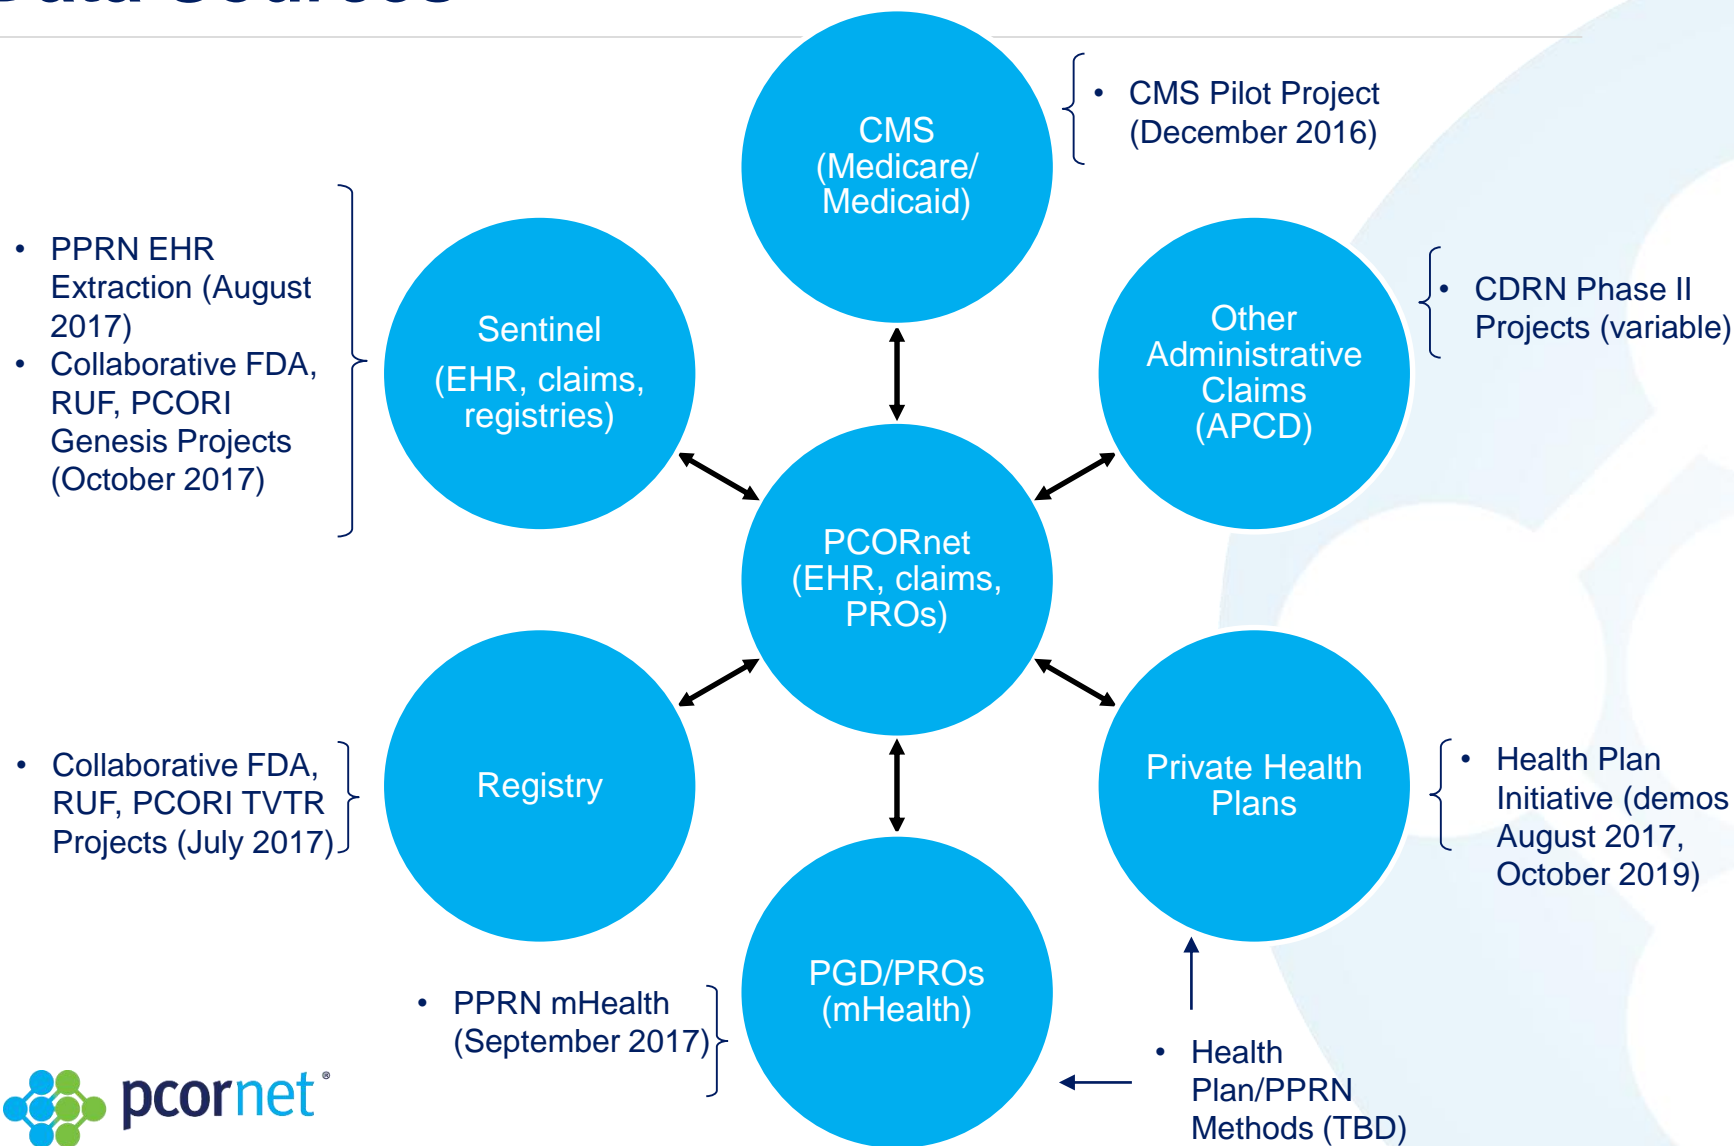 CMS
(Medicare/
Medicaid)
• CMS Pilot Project
(December 2016)
• PPRN EHR
Extraction (August
2017)
• Collaborative FDA,
RUF, PCORI
Genesis Projects
(October 2017)
Sentinel
(EHR, claims,
registries)
Other
Administrative
Claims
(APCD)
• CDRN Phase II
Projects (variable)
PCORnet
(EHR, claims,
PROs)
• Collaborative FDA,
RUF, PCORI TVTR
Projects (July 2017)
Registry
Private Health
Plans
• Health Plan
Initiative (demos
August 2017,
October 2019)
• PPRN mHealth
(September 2017)
PGD/PROs
(mHealth)
• Health
Plan/PPRN
Methods (TBD)
pcornet®